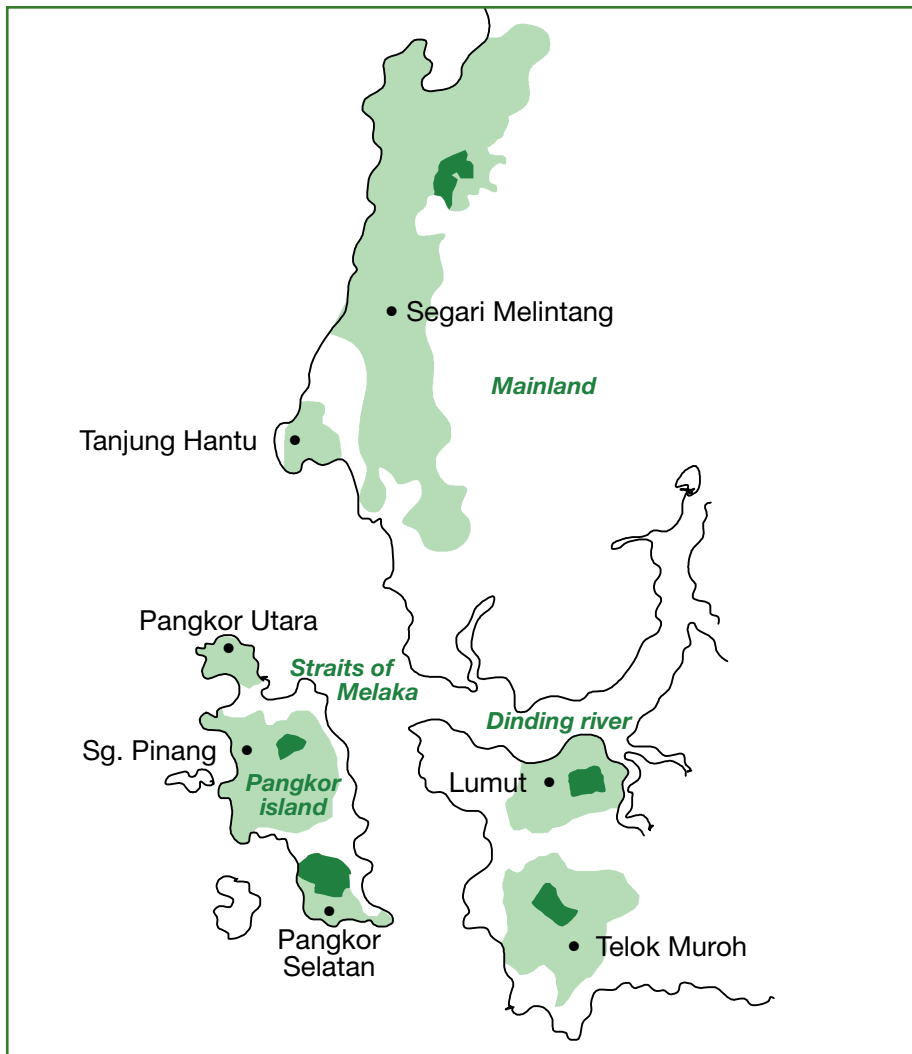 Segari Melintang
Mainland
Tanjung Hantu
Pangkor Utara
Straits of
Melaka
Dinding river
Sg. Pinang
Pangkor
island
Lumut
Pangkor
Selatan
Telok Muroh